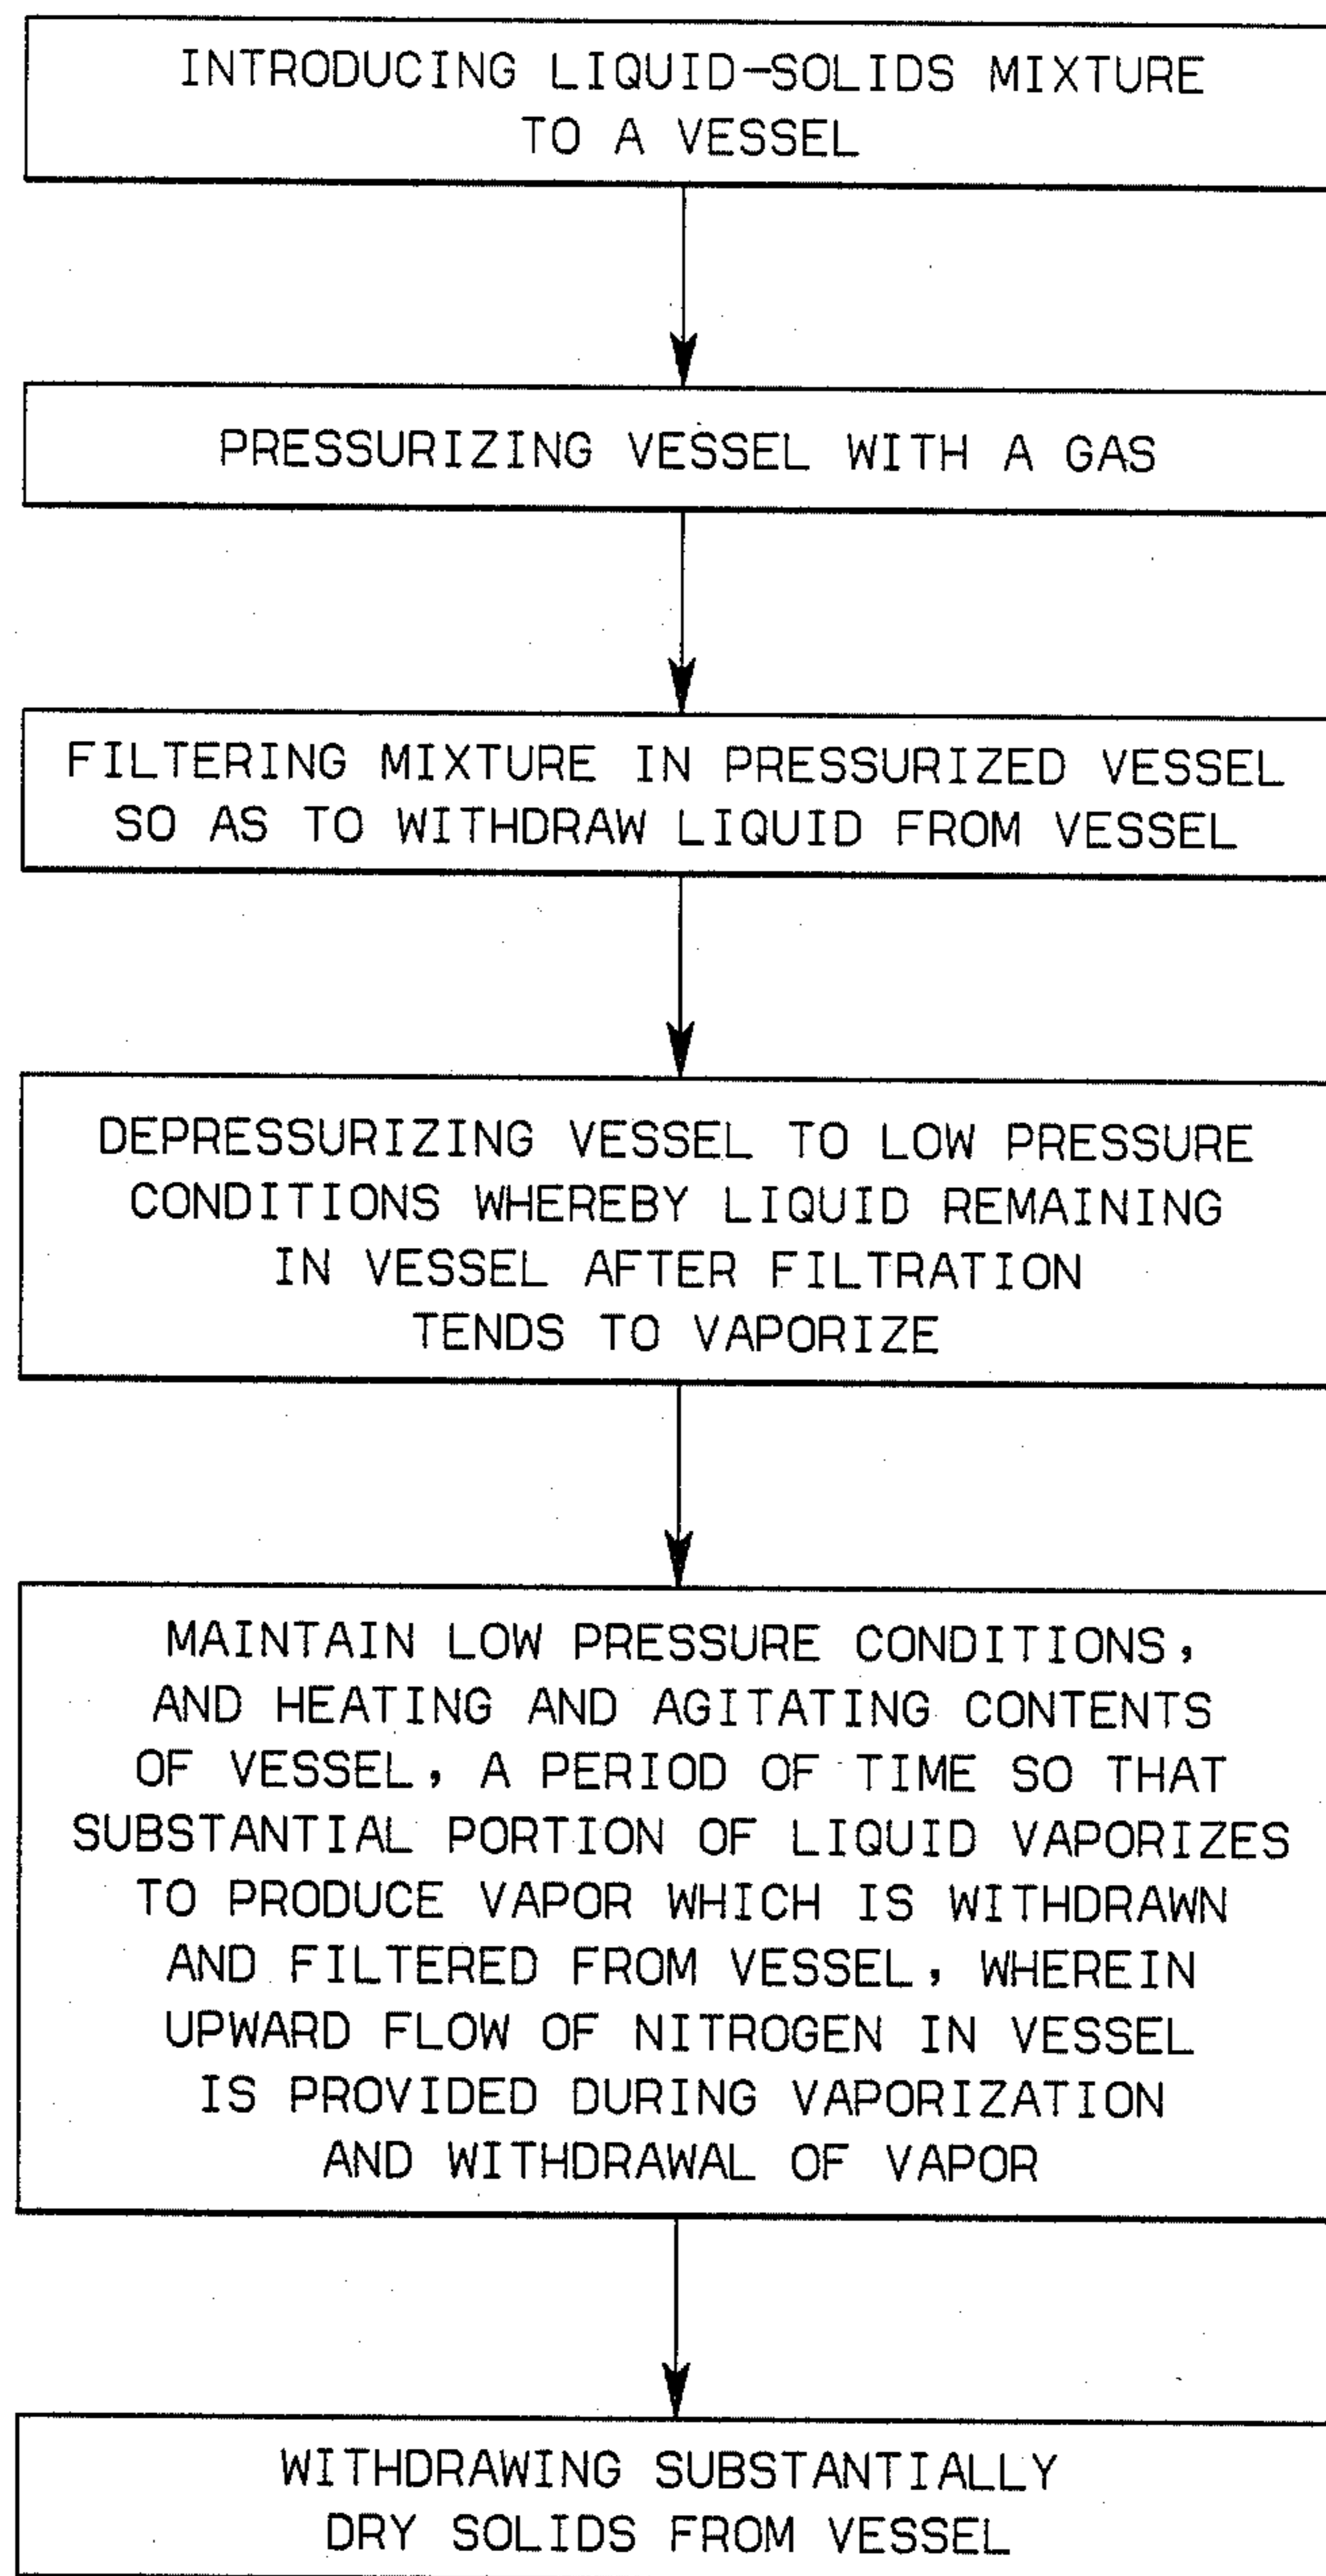 INTRODUCING LIQUID-SOLIDS MIXTURE
TO A VESSEL
PRESSURIZING VESSEL WITH A GAS
FILTERING MIXTURE IN PRESSURIZED VESSEL
SO AS TO WITHDRAW LIQUID FROM VESSEL
DEPRESSURIZING VESSEL TO LOW PRESSURE
CONDITIONS WHEREBY LIQUID REMAINING
IN VESSEL AFTER FILTRATION
TENDS TO VAPORIZE
MAINTAIN LOW PRESSURE CONDITIONS,
AND HEATING AND AGITATING CONTENTS
OF VESSEL, A PERIOD OF TIME SO THAT
SUBSTANTIAL PORTION OF LIQUID VAPORIZES
TO PRODUCE VAPOR WHICH IS WITHDRAWN
AND FILTERED FROM VESSEL, WHEREIN
UPWARD FLOW OF NITROGEN IN VESSEL
IS PROVIDED DURING VAPORIZATION
AND WITHDRAWAL OF VAPOR
WITHDRAWING SUBSTANTIALLY
DRY SOLIDS FROM VESSEL